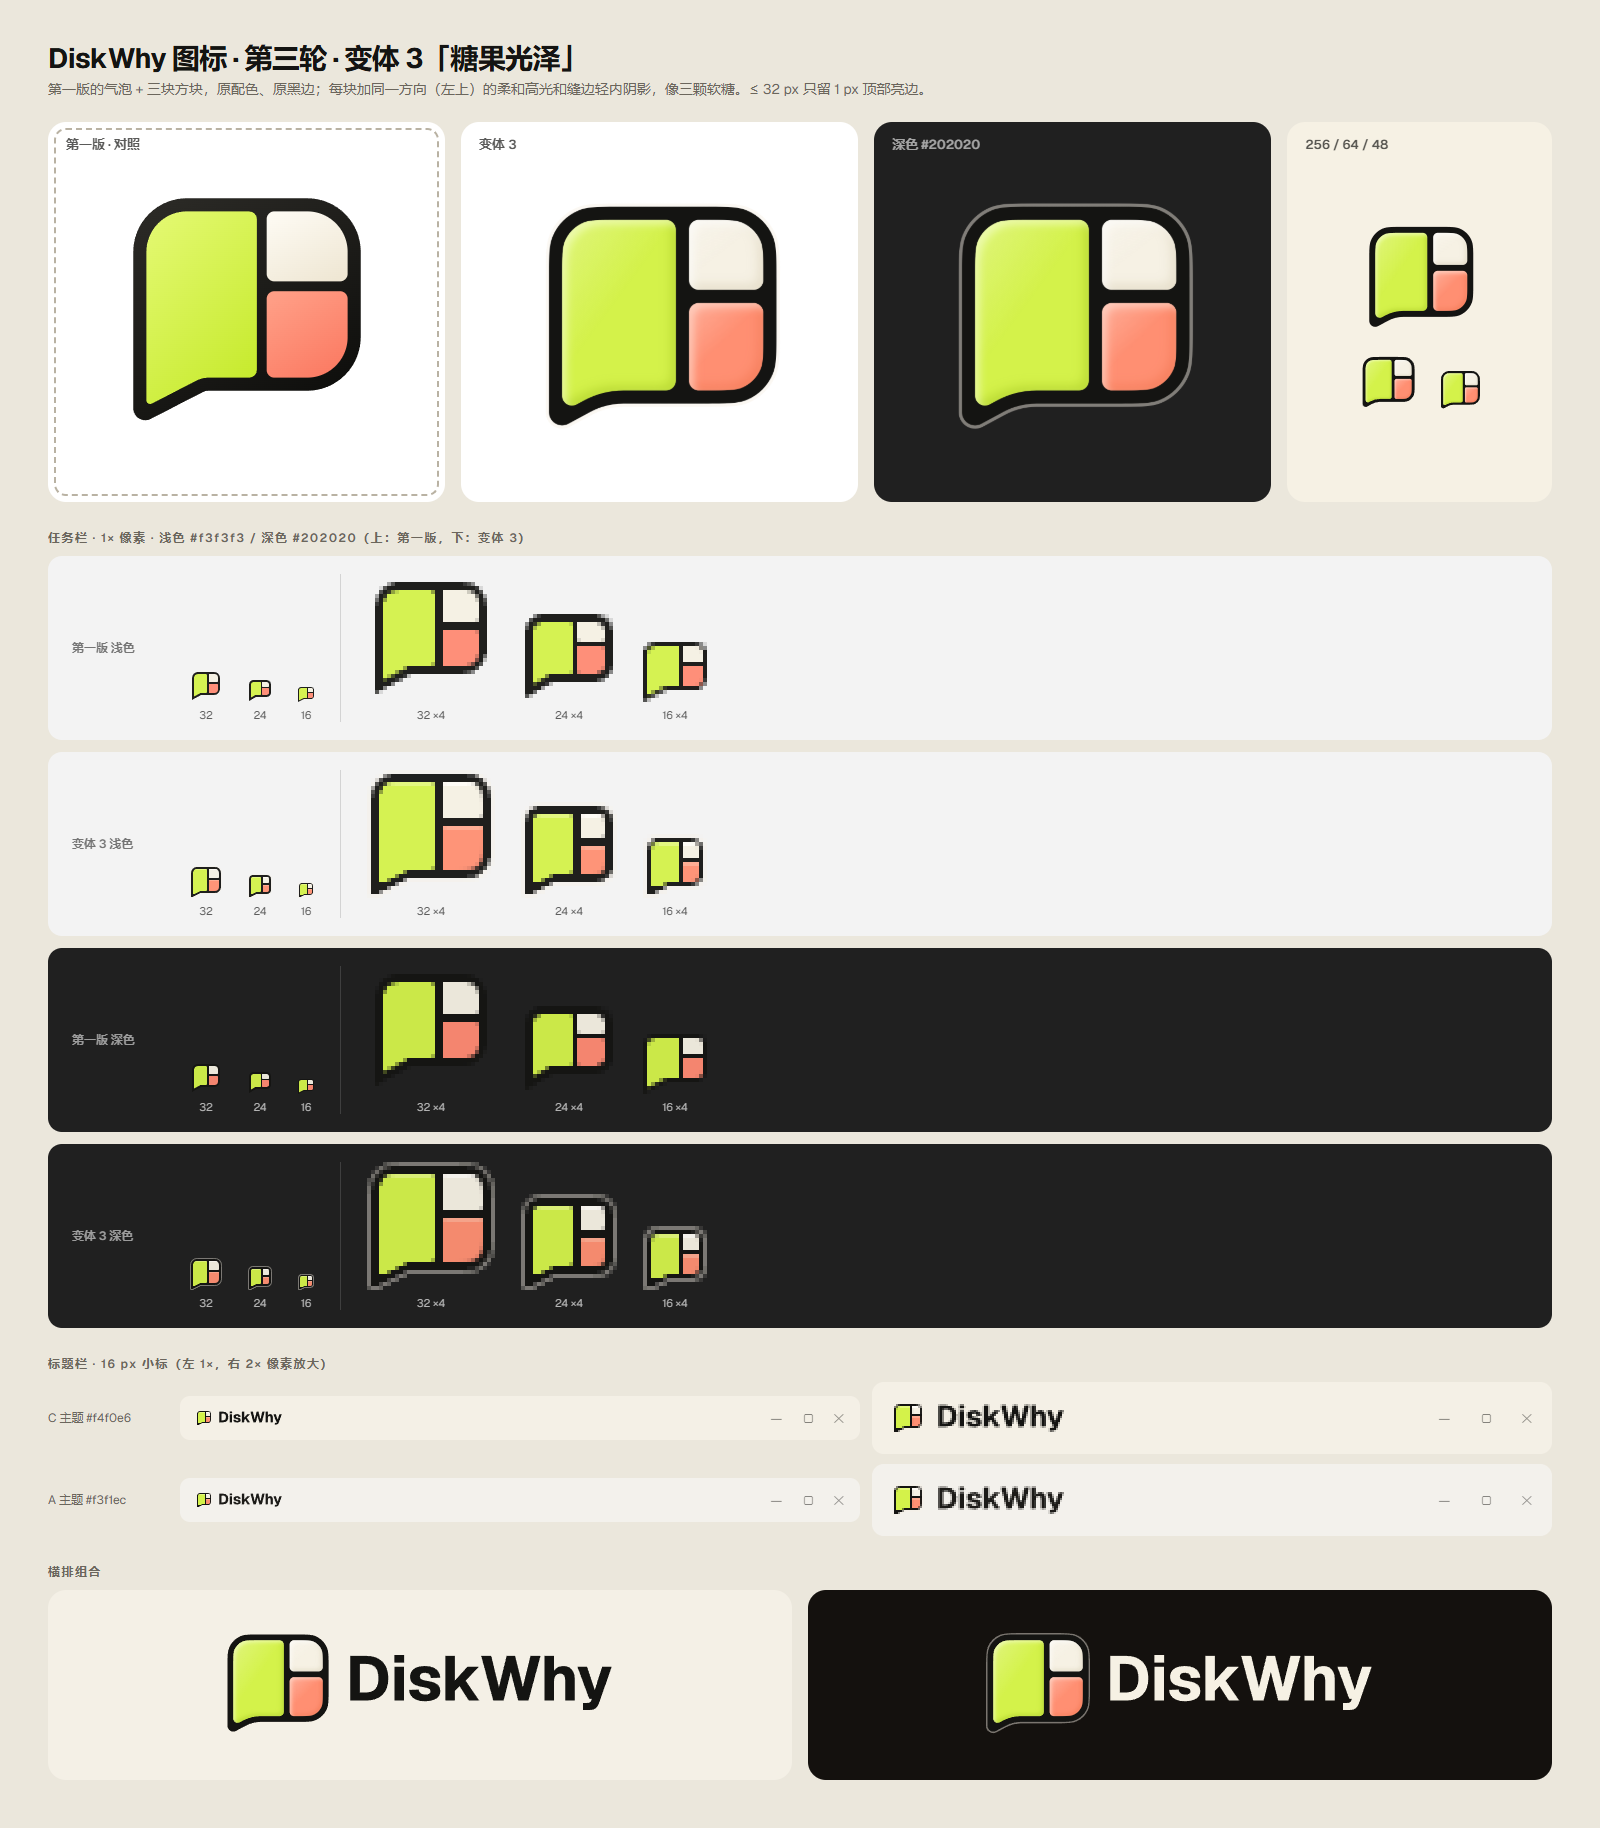 DiskWhy 图标 · 第三轮 · 变体 3「糖果光泽」
第一版的气泡 + 三块方块，原配色、原黑边；每块加同一方向（左上）的柔和高光和缝边轻内阴影，像三颗软糖。≤ 32 px 只留 1 px 顶部亮边。
第一版 · 对照
变体 3
深色 #202020
256 / 64 / 48
任务栏 · 1× 像素 · 浅色 #f3f3f3 / 深色 #202020（上：第一版，下：变体 3）
第一版 浅色
32
24
16
32 ×4
24 ×4
16 ×4
变体 3 浅色
32
24
16
32 ×4
24 ×4
16 ×4
第一版 深色
32
24
16
32 ×4
24 ×4
16 ×4
变体 3 深色
32
24
16
32 ×4
24 ×4
16 ×4
标题栏 · 16 px 小标（左 1×，右 2× 像素放大）
C 主题 #f4f0e6
DiskWhy
DiskWhy
A 主题 #f3f1ec
DiskWhy
DiskWhy
横排组合
DiskWhy
DiskWhy